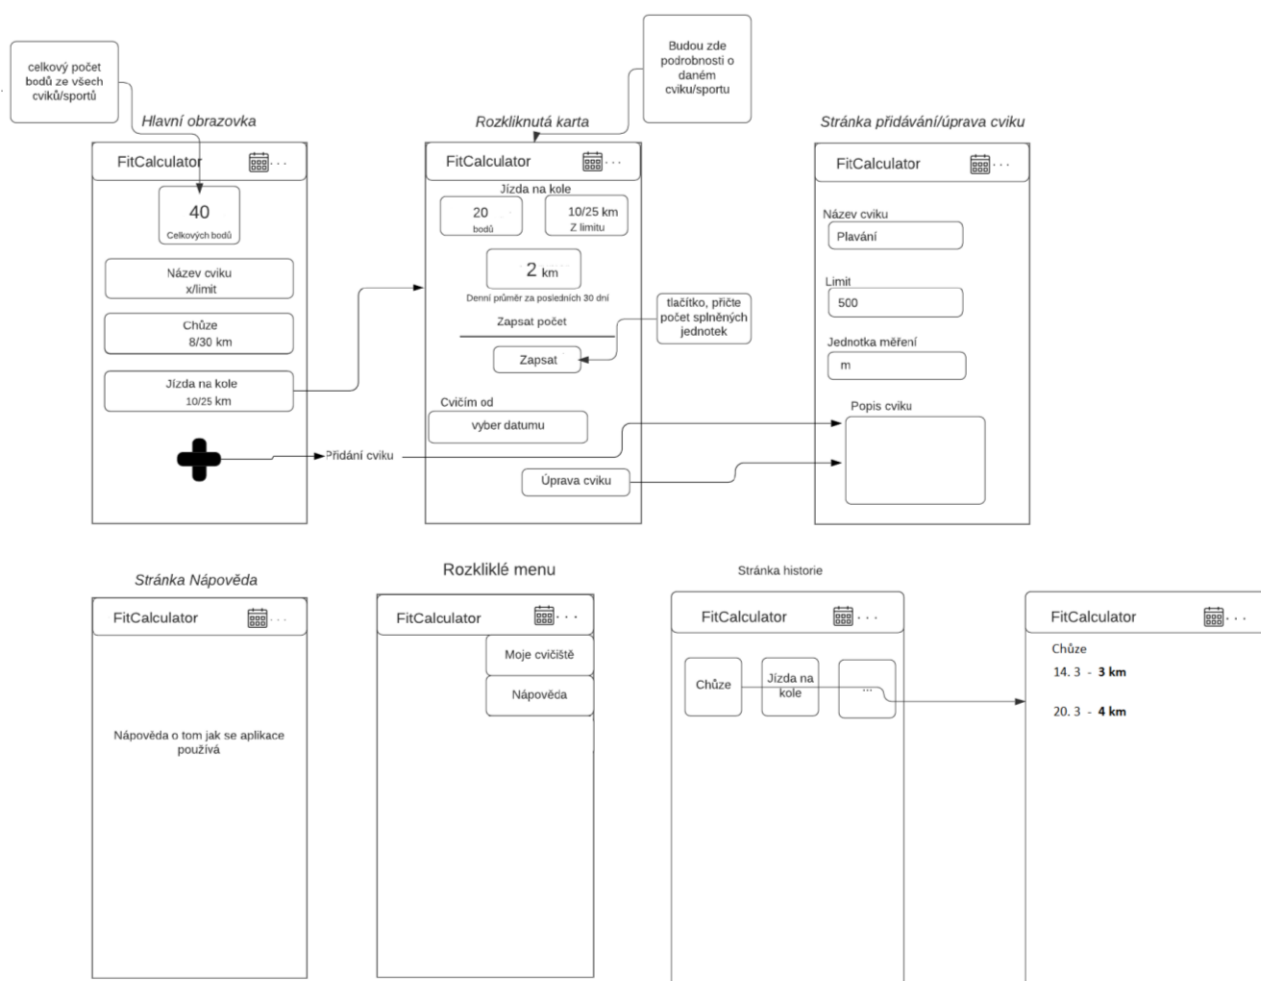 celkový počet
bodů ze všech
cviků/sportů
Budou zde
podrobnosti o
daném
cviku/sportu
Hlavní obrazovka
FitCalculator
...
40
Celkových bodů
Název cviku
x/limit
Chůze
8/30 km
Jízda na kole
10/25 km
Přidání cviku
Rozkliknutá karta
FitCalculator
...
Jízda na kole
20
bodů
10/25 km
Z limitu
2 km
Denní průměr za posledních 30 dní
Zapsat počet
Zapsat
tlačítko, přičte
počet splněných
jednotek
Cvičím od
vyber datumu
Úprava cviku
Stránka přidávání/úprava cviku
FitCalculator
...
Název cviku
Plavání
Limit
500
Jednotka měření
m
Popis cviku
Stránka Nápověda
FitCalculator
...
Nápověda o tom jak se aplikace
používá
Rozkliklé menu
FitCalculator
...
Moje cvičiště
Nápověda
Stránka historie
FitCalculator
...
Chůze
Jízda na
kole
...
FitCalculator
...
Chůze
14. 3 - 3 km
20. 3 - 4 km